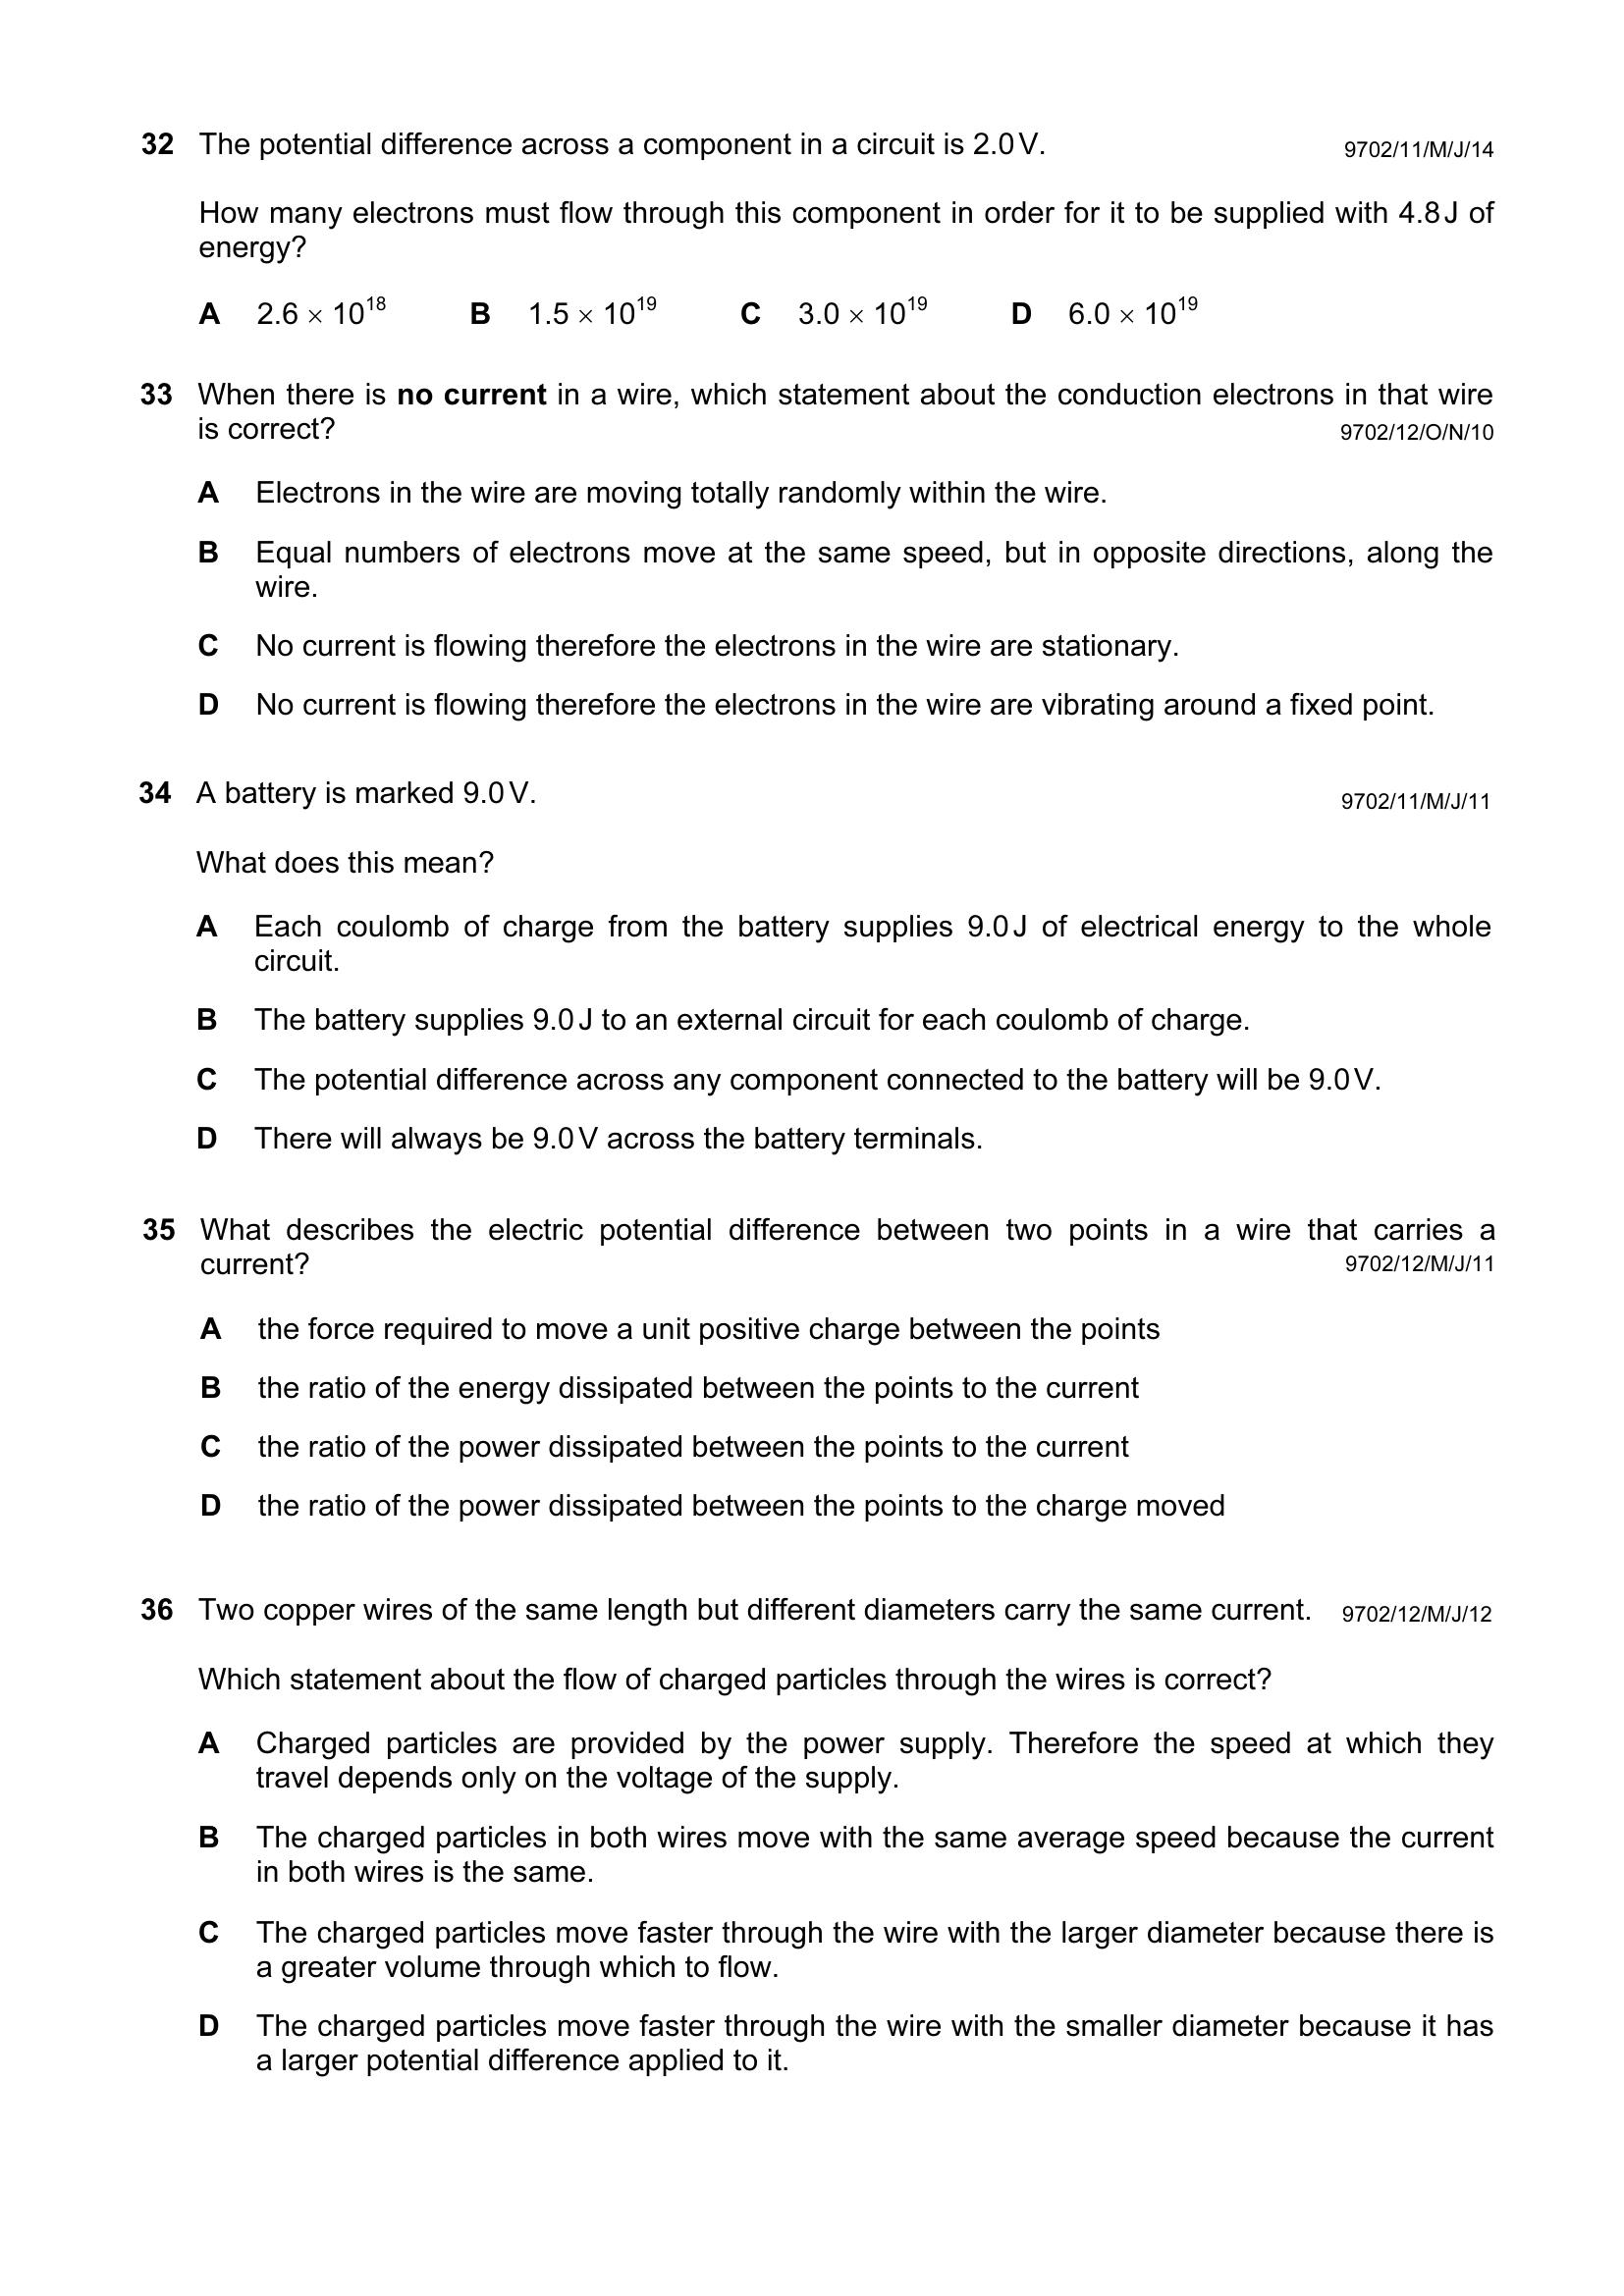 32 The potential difference across a component in a circuit is 2.0 V. 9702/11/M/J/14
How many electrons must flow through this component in order for it to be supplied with 4.8 J of
energy?
A 2.6 × 10¹⁸ B 1.5 × 10¹⁹ C 3.0 × 10¹⁹ D 6.0 × 10¹⁹
33 When there is no current in a wire, which statement about the conduction electrons in that wire
is correct? 9702/12/O/N/10
A Electrons in the wire are moving totally randomly within the wire.
B Equal numbers of electrons move at the same speed, but in opposite directions, along the
wire.
C No current is flowing therefore the electrons in the wire are stationary.
D No current is flowing therefore the electrons in the wire are vibrating around a fixed point.
34 A battery is marked 9.0 V. 9702/11/M/J/11
What does this mean?
A Each coulomb of charge from the battery supplies 9.0 J of electrical energy to the whole
circuit.
B The battery supplies 9.0 J to an external circuit for each coulomb of charge.
C The potential difference across any component connected to the battery will be 9.0 V.
D There will always be 9.0 V across the battery terminals.
35 What describes the electric potential difference between two points in a wire that carries a
current? 9702/12/M/J/11
A the force required to move a unit positive charge between the points
B the ratio of the energy dissipated between the points to the current
C the ratio of the power dissipated between the points to the current
D the ratio of the power dissipated between the points to the charge moved
36 Two copper wires of the same length but different diameters carry the same current. 9702/12/M/J/12
Which statement about the flow of charged particles through the wires is correct?
A Charged particles are provided by the power supply. Therefore the speed at which they
travel depends only on the voltage of the supply.
B The charged particles in both wires move with the same average speed because the current
in both wires is the same.
C The charged particles move faster through the wire with the larger diameter because there is
a greater volume through which to flow.
D The charged particles move faster through the wire with the smaller diameter because it has
a larger potential difference applied to it.